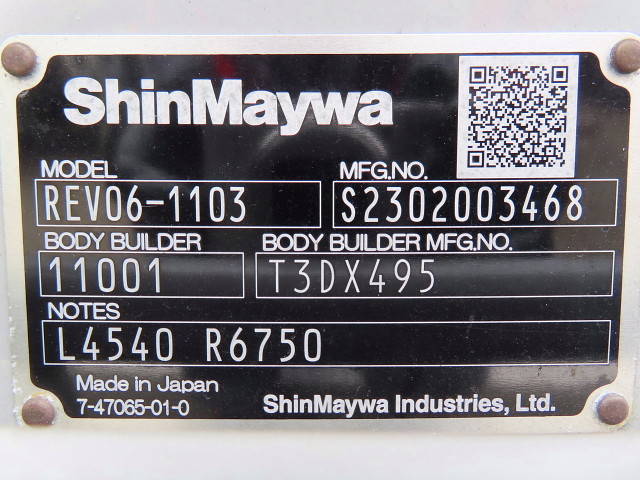 ShinMaywa
MODEL MFG.NO.
REV06-1103 S2302003468
BODY BUILDER BODY BUILDER MFG.NO.
11001 T3DX495
NOTES
L4540 R6750
Made in Japan
7-47065-01-0 ShinMaywa Industries, Ltd.